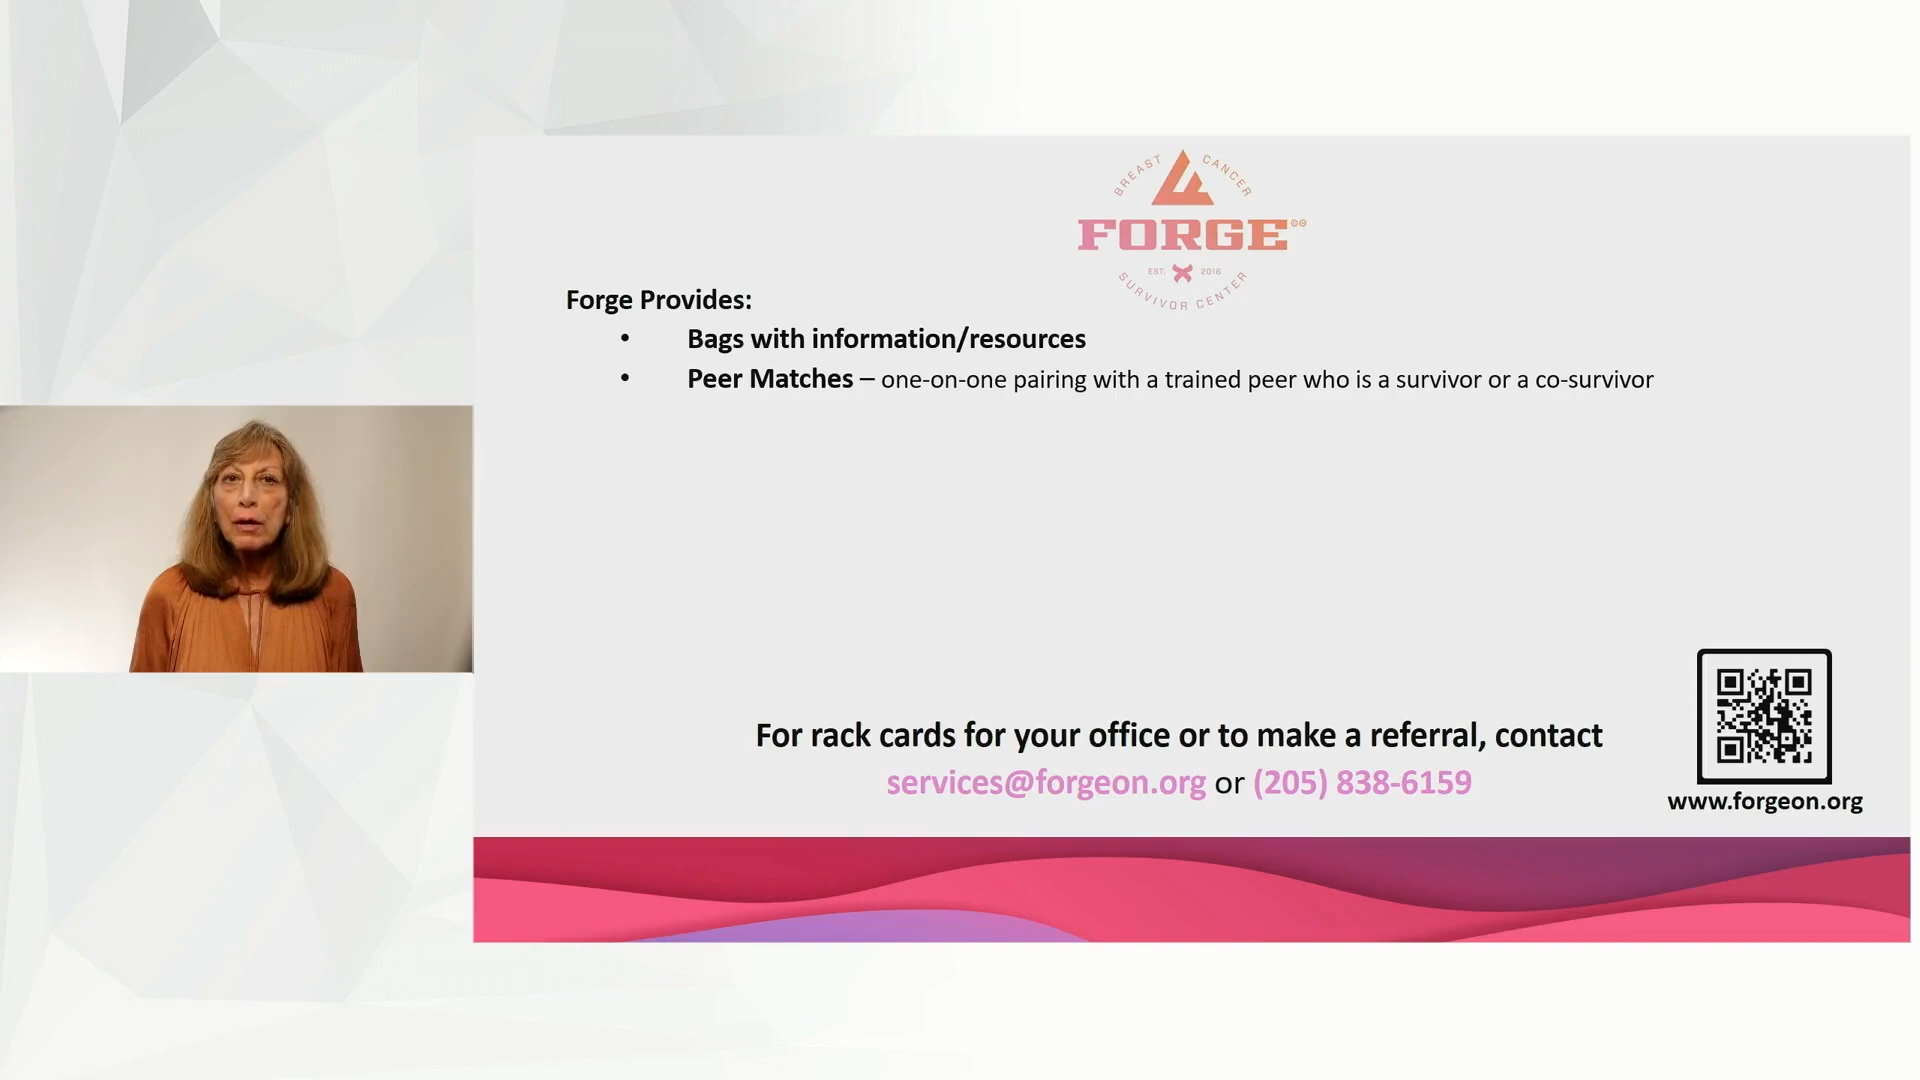 BREAST CANCER
FORGE
EST. 2016
SURVIVOR CENTER
Forge Provides:
• Bags with information/resources
• Peer Matches – one-on-one pairing with a trained peer who is a survivor or a co-survivor
For rack cards for your office or to make a referral, contact
services@forgeon.org or (205) 838-6159
www.forgeon.org